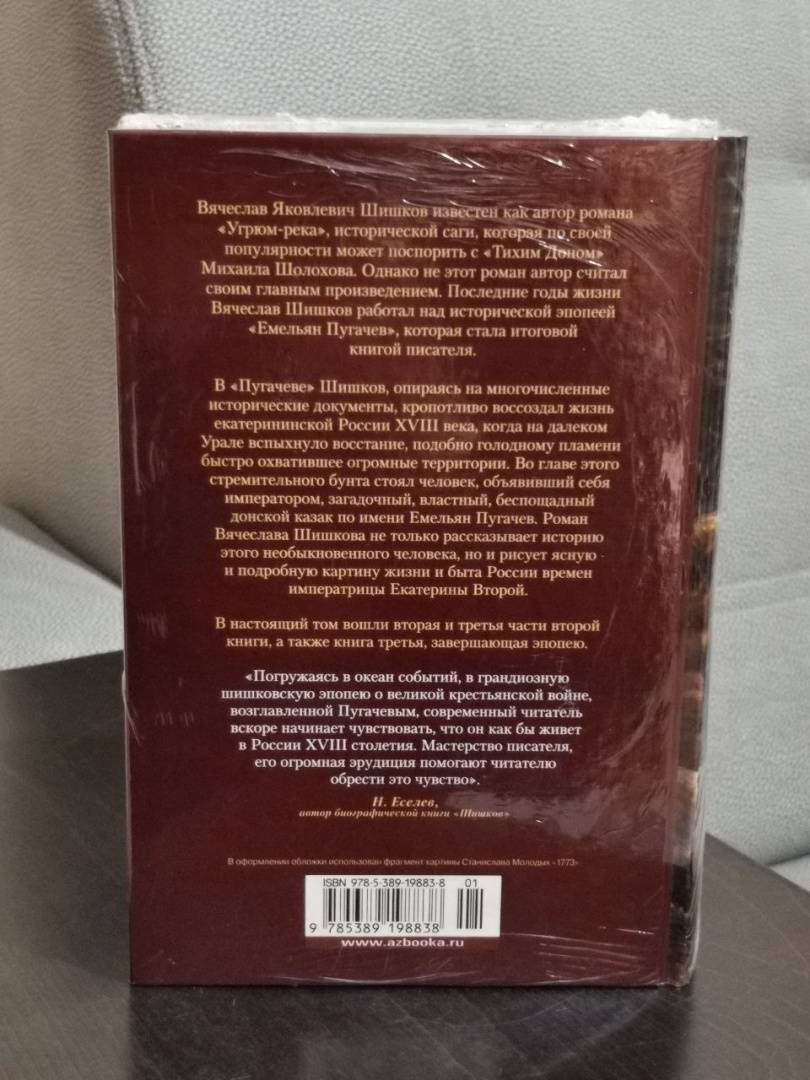 Вячеслав Яковлевич Шишков известен как автор романа
«Угрюм-река», исторической саги, которая по своей
популярности может поспорить с «Тихим Доном»
Михаила Шолохова. Однако не этот роман автор считал
своим главным произведением. Последние годы жизни
Вячеслав Шишков работал над исторической эпопеей
«Емельян Пугачев», которая стала итоговой
книгой писателя.
В «Пугачеве» Шишков, опираясь на многочисленные
исторические документы, кропотливо воссоздал жизнь
екатерининской России XVIII века, когда на далеком
Урале вспыхнуло восстание, подобно голодному пламени
быстро охватившее огромные территории. Во главе этого
стремительного бунта стоял человек, объявивший себя
императором, загадочный, властный, беспощадный
донской казак по имени Емельян Пугачев. Роман
Вячеслава Шишкова не только рассказывает историю
этого необыкновенного человека, но и рисует ясную
и подробную картину жизни и быта России времен
императрицы Екатерины Второй.
В настоящий том вошли вторая и третья части второй
книги, а также книга третья, завершающая эпопею.
«Погружаясь в океан событий, в грандиозную
шишковскую эпопею о великой крестьянской войне,
возглавленной Пугачевым, современный читатель
вскоре начинает чувствовать, что он как бы живет
в России XVIII столетия. Мастерство писателя,
его огромная эрудиция помогают читателю
обрести это чувство».
Н. Еселев,
автор биографической книги «Шишков»
В оформлении обложки использован фрагмент картины Станислава Молодых «1773»
ISBN 978-5-389-19883-8 01
9 785389 198838
www.azbooka.ru